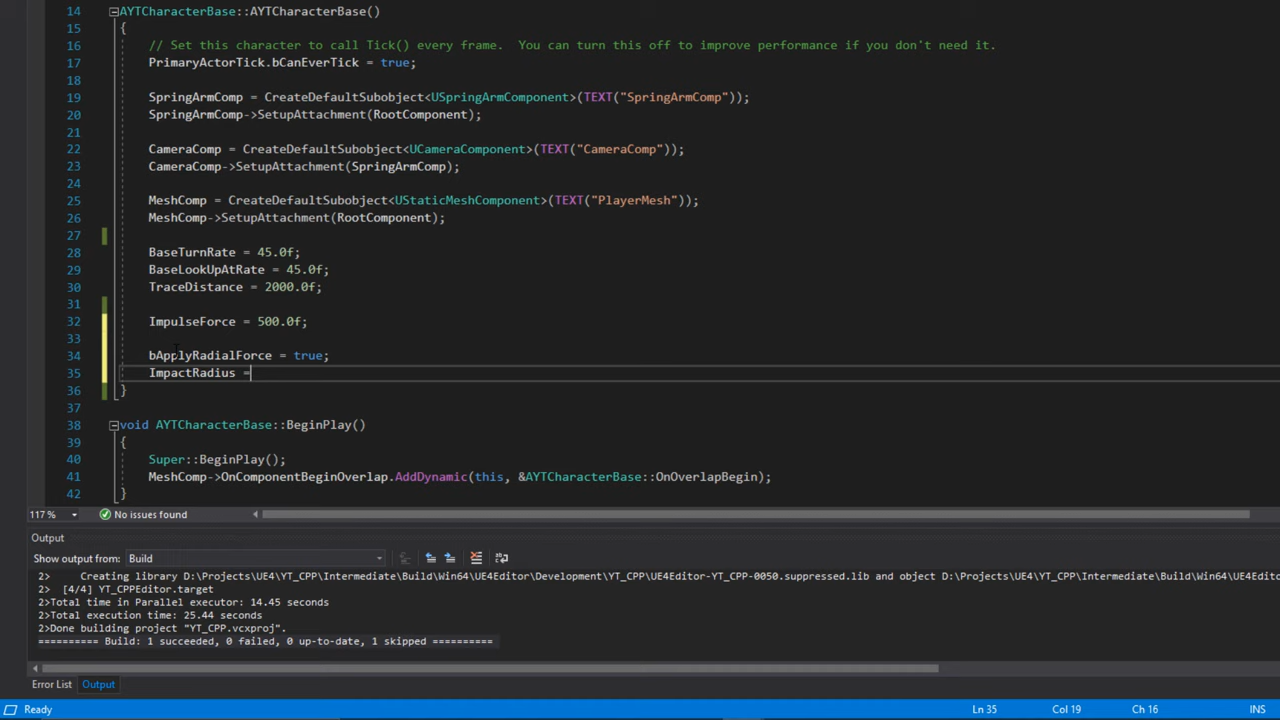 14 AYTCharacterBase::AYTCharacterBase()
15 {
16 // Set this character to call Tick() every frame.  You can turn this off to improve performance if you don't need it.
17 PrimaryActorTick.bCanEverTick = true;
18
19 SpringArmComp = CreateDefaultSubobject<USpringArmComponent>(TEXT("SpringArmComp"));
20 SpringArmComp->SetupAttachment(RootComponent);
21
22 CameraComp = CreateDefaultSubobject<UCameraComponent>(TEXT("CameraComp"));
23 CameraComp->SetupAttachment(SpringArmComp);
24
25 MeshComp = CreateDefaultSubobject<UStaticMeshComponent>(TEXT("PlayerMesh"));
26 MeshComp->SetupAttachment(RootComponent);
27
28 BaseTurnRate = 45.0f;
29 BaseLookUpAtRate = 45.0f;
30 TraceDistance = 2000.0f;
31
32 ImpulseForce = 500.0f;
33
34 bApplyRadialForce = true;
35 ImpactRadius =
36 }
37
38 void AYTCharacterBase::BeginPlay()
39 {
40 Super::BeginPlay();
41 MeshComp->OnComponentBeginOverlap.AddDynamic(this, &AYTCharacterBase::OnOverlapBegin);
42 }
117 % No issues found
Output
Show output from: Build
2> Creating library D:\Projects\UE4\YT_CPP\Intermediate\Build\Win64\UE4Editor\Development\YT_CPP\UE4Editor-YT_CPP-0050.suppressed.lib and object D:\Projects\UE4\YT_CPP\Intermediate\Build\Win64\UE4Edito
2> [4/4] YT_CPPEditor.target
2>Total time in Parallel executor: 14.45 seconds
2>Total execution time: 25.44 seconds
2>Done building project "YT_CPP.vcxproj".
========== Build: 1 succeeded, 0 failed, 0 up-to-date, 1 skipped ==========
Error List Output
Ready Ln 35 Col 19 Ch 16 INS